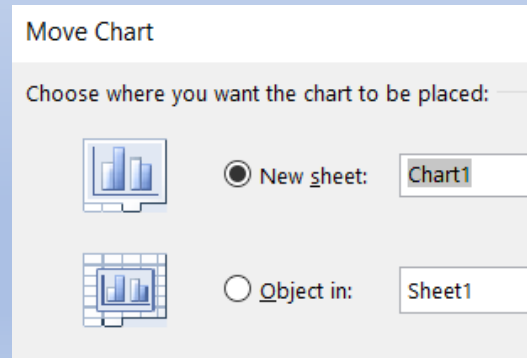 Move Chart
Choose where you want the chart to be placed:
New sheet: Chart1
Object in: Sheet1